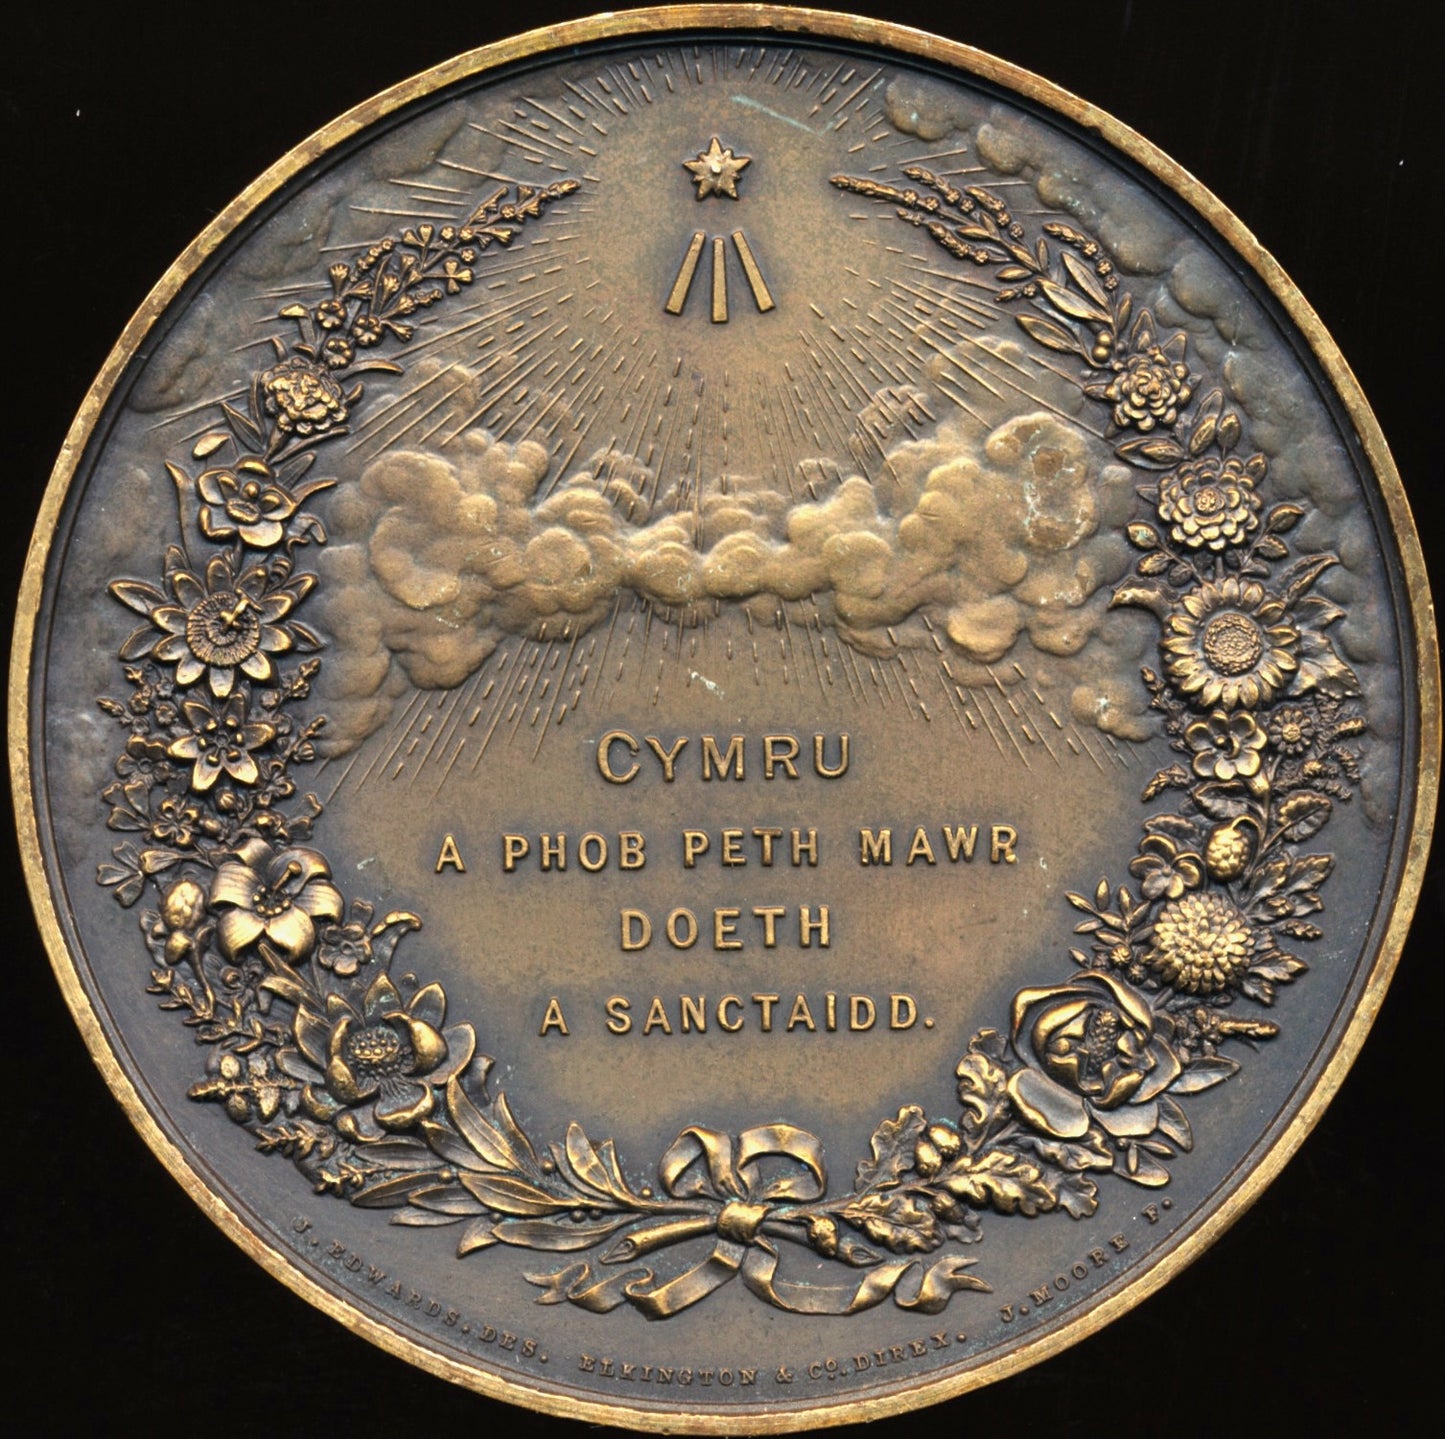 CYMRU
A PHOB PETH MAWR
DOETH
A SANCTAIDD.
J. EDWARDS. DES. ELKINGTON & Cº. DIREX. J. MOORE F.